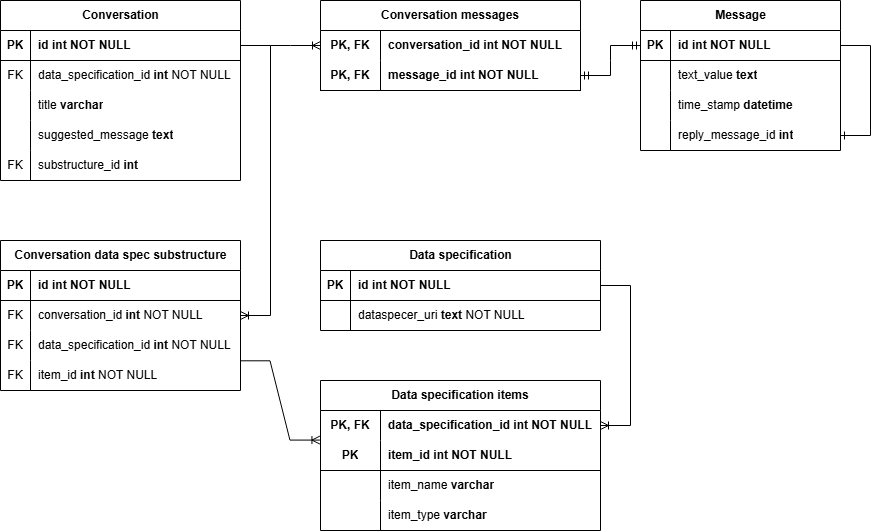 Conversation
PK id int NOT NULL
FK data_specification_id int NOT NULL
title varchar
suggested_message text
FK substructure_id int
Conversation messages
PK, FK conversation_id int NOT NULL
PK, FK message_id int NOT NULL
Message
PK id int NOT NULL
text_value text
time_stamp datetime
reply_message_id int
Conversation data spec substructure
PK id int NOT NULL
FK conversation_id int NOT NULL
FK data_specification_id int NOT NULL
FK item_id int NOT NULL
Data specification
PK id int NOT NULL
dataspecer_uri text NOT NULL
Data specification items
PK, FK data_specification_id int NOT NULL
PK item_id int NOT NULL
item_name varchar
item_type varchar